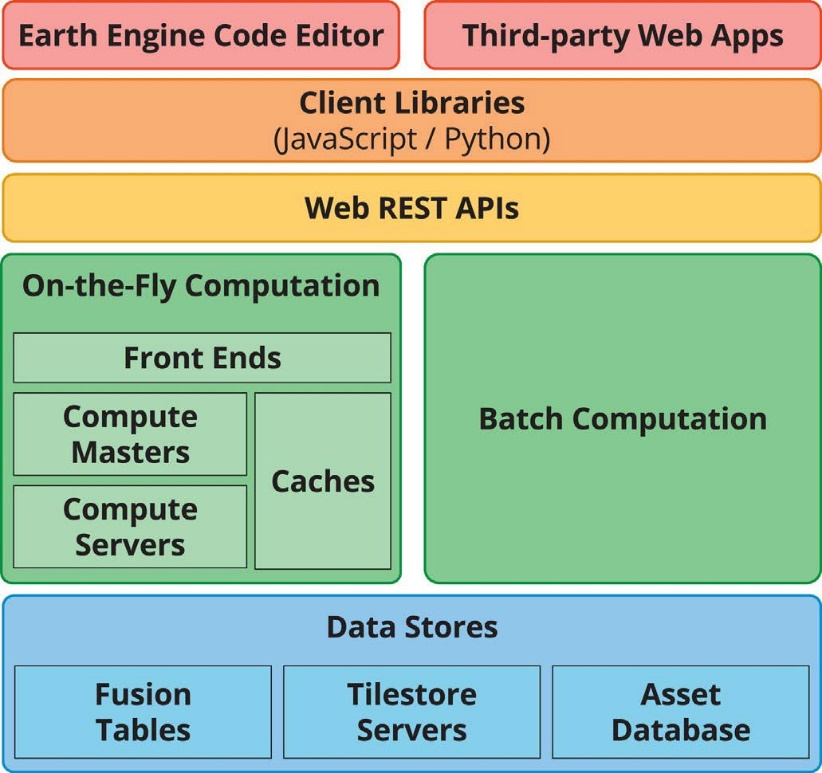 Earth Engine Code Editor
Third-party Web Apps
Client Libraries
(JavaScript / Python)
Web REST APIs
On-the-Fly Computation
Front Ends
Compute
Masters
Caches
Compute
Servers
Batch Computation
Data Stores
Fusion
Tables
Tilestore
Servers
Asset
Database